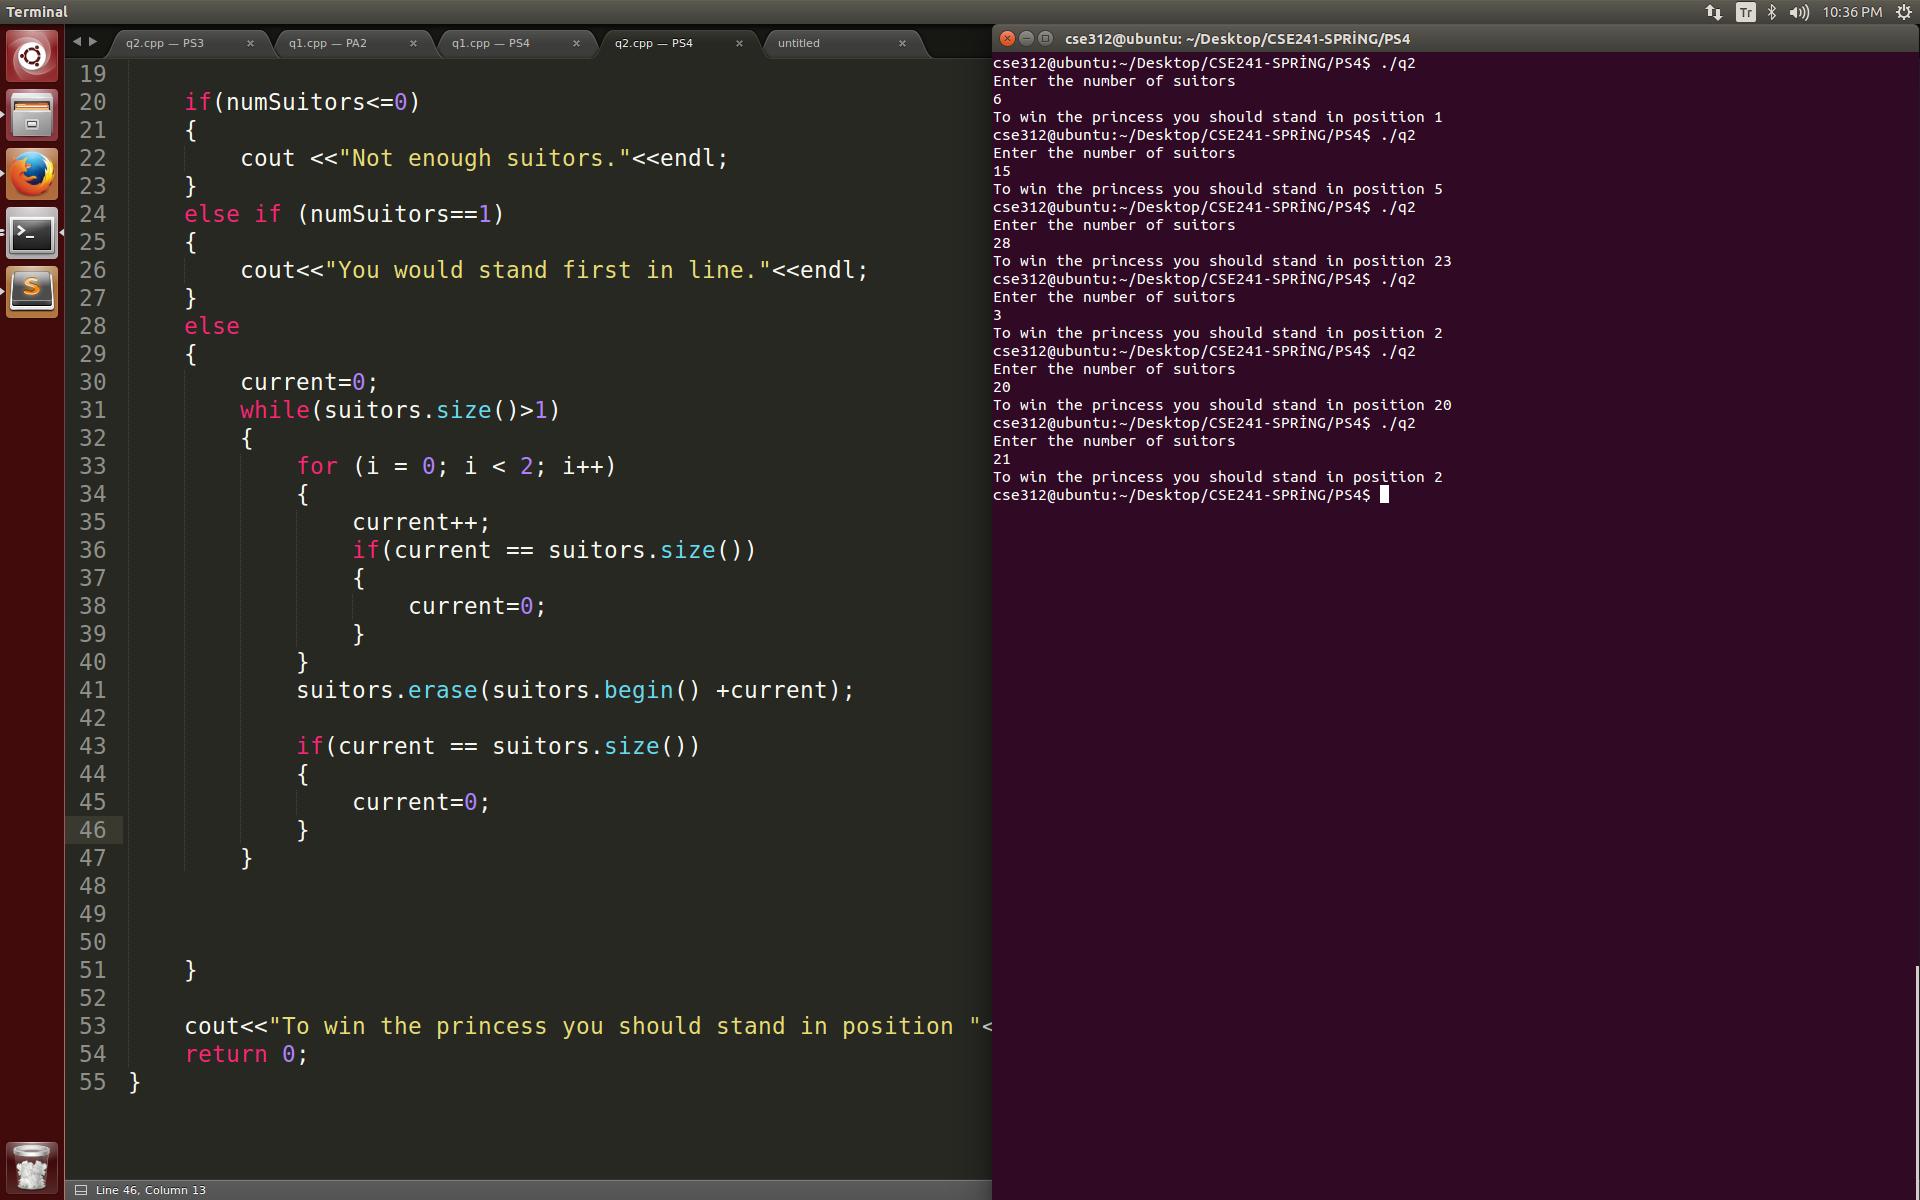 Terminal
Tr
10:36 PM
q2.cpp — PS3 ×
q1.cpp — PA2 ×
q1.cpp — PS4 ×
q2.cpp — PS4 ×
untitled ×
19
20 if(numSuitors<=0)
21 {
22 cout <<"Not enough suitors."<<endl;
23 }
24 else if (numSuitors==1)
25 {
26 cout<<"You would stand first in line."<<endl;
27 }
28 else
29 {
30 current=0;
31 while(suitors.size()>1)
32 {
33 for (i = 0; i < 2; i++)
34 {
35 current++;
36 if(current == suitors.size())
37 {
38 current=0;
39 }
40 }
41 suitors.erase(suitors.begin() +current);
42
43 if(current == suitors.size())
44 {
45 current=0;
46 }
47 }
48
49
50
51 }
52
53 cout<<"To win the princess you should stand in position "<
54 return 0;
55 }
Line 46, Column 13
cse312@ubuntu: ~/Desktop/CSE241-SPRİNG/PS4
cse312@ubuntu:~/Desktop/CSE241-SPRİNG/PS4$ ./q2
Enter the number of suitors
6
To win the princess you should stand in position 1
cse312@ubuntu:~/Desktop/CSE241-SPRİNG/PS4$ ./q2
Enter the number of suitors
15
To win the princess you should stand in position 5
cse312@ubuntu:~/Desktop/CSE241-SPRİNG/PS4$ ./q2
Enter the number of suitors
28
To win the princess you should stand in position 23
cse312@ubuntu:~/Desktop/CSE241-SPRİNG/PS4$ ./q2
Enter the number of suitors
3
To win the princess you should stand in position 2
cse312@ubuntu:~/Desktop/CSE241-SPRİNG/PS4$ ./q2
Enter the number of suitors
20
To win the princess you should stand in position 20
cse312@ubuntu:~/Desktop/CSE241-SPRİNG/PS4$ ./q2
Enter the number of suitors
21
To win the princess you should stand in position 2
cse312@ubuntu:~/Desktop/CSE241-SPRİNG/PS4$